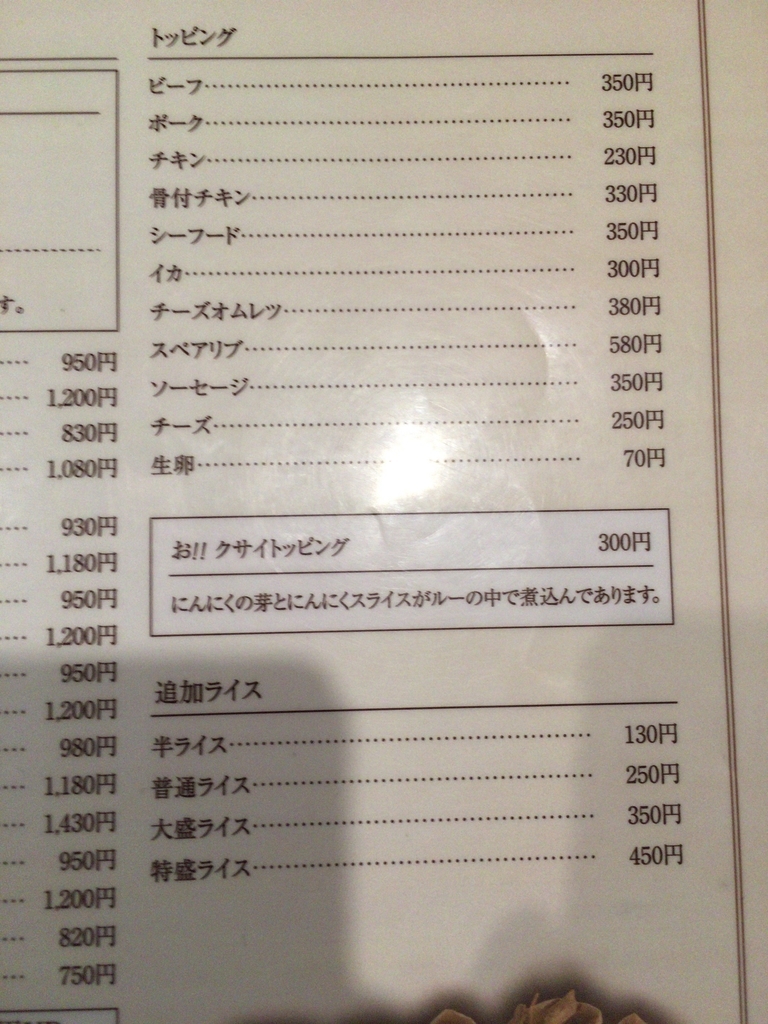 す。
950円
1,200円
830円
1,080円
930円
1,180円
950円
1,200円
950円
1,200円
980円
1,180円
1,430円
950円
1,200円
820円
750円
トッピング
ビーフ 350円
ポーク 350円
チキン 230円
骨付チキン 330円
シーフード 350円
イカ 300円
チーズオムレツ 380円
スペアリブ 580円
ソーセージ 350円
チーズ 250円
生卵 70円
お!! クサイトッピング 300円
にんにくの芽とにんにくスライスがルーの中で煮込んであります。
追加ライス
半ライス 130円
普通ライス 250円
大盛ライス 350円
特盛ライス 450円